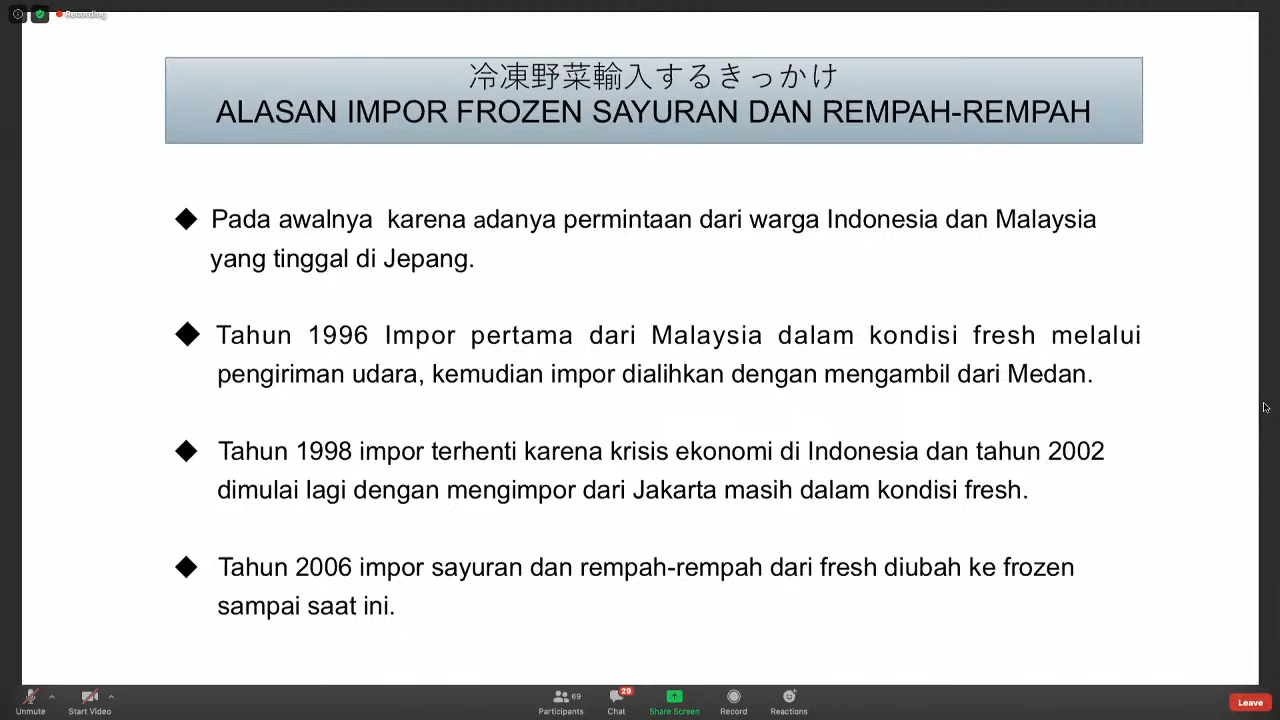 Recording
冷凍野菜輸入するきっかけ
ALASAN IMPOR FROZEN SAYURAN DAN REMPAH-REMPAH
◆ Pada awalnya karena adanya permintaan dari warga Indonesia dan Malaysia
yang tinggal di Jepang.
◆ Tahun 1996 Impor pertama dari Malaysia dalam kondisi fresh melalui
pengiriman udara, kemudian impor dialihkan dengan mengambil dari Medan.
◆ Tahun 1998 impor terhenti karena krisis ekonomi di Indonesia dan tahun 2002
dimulai lagi dengan mengimpor dari Jakarta masih dalam kondisi fresh.
◆ Tahun 2006 impor sayuran dan rempah-rempah dari fresh diubah ke frozen
sampai saat ini.
69 29
Unmute Start Video Participants Chat Share Screen Record Reactions Leave